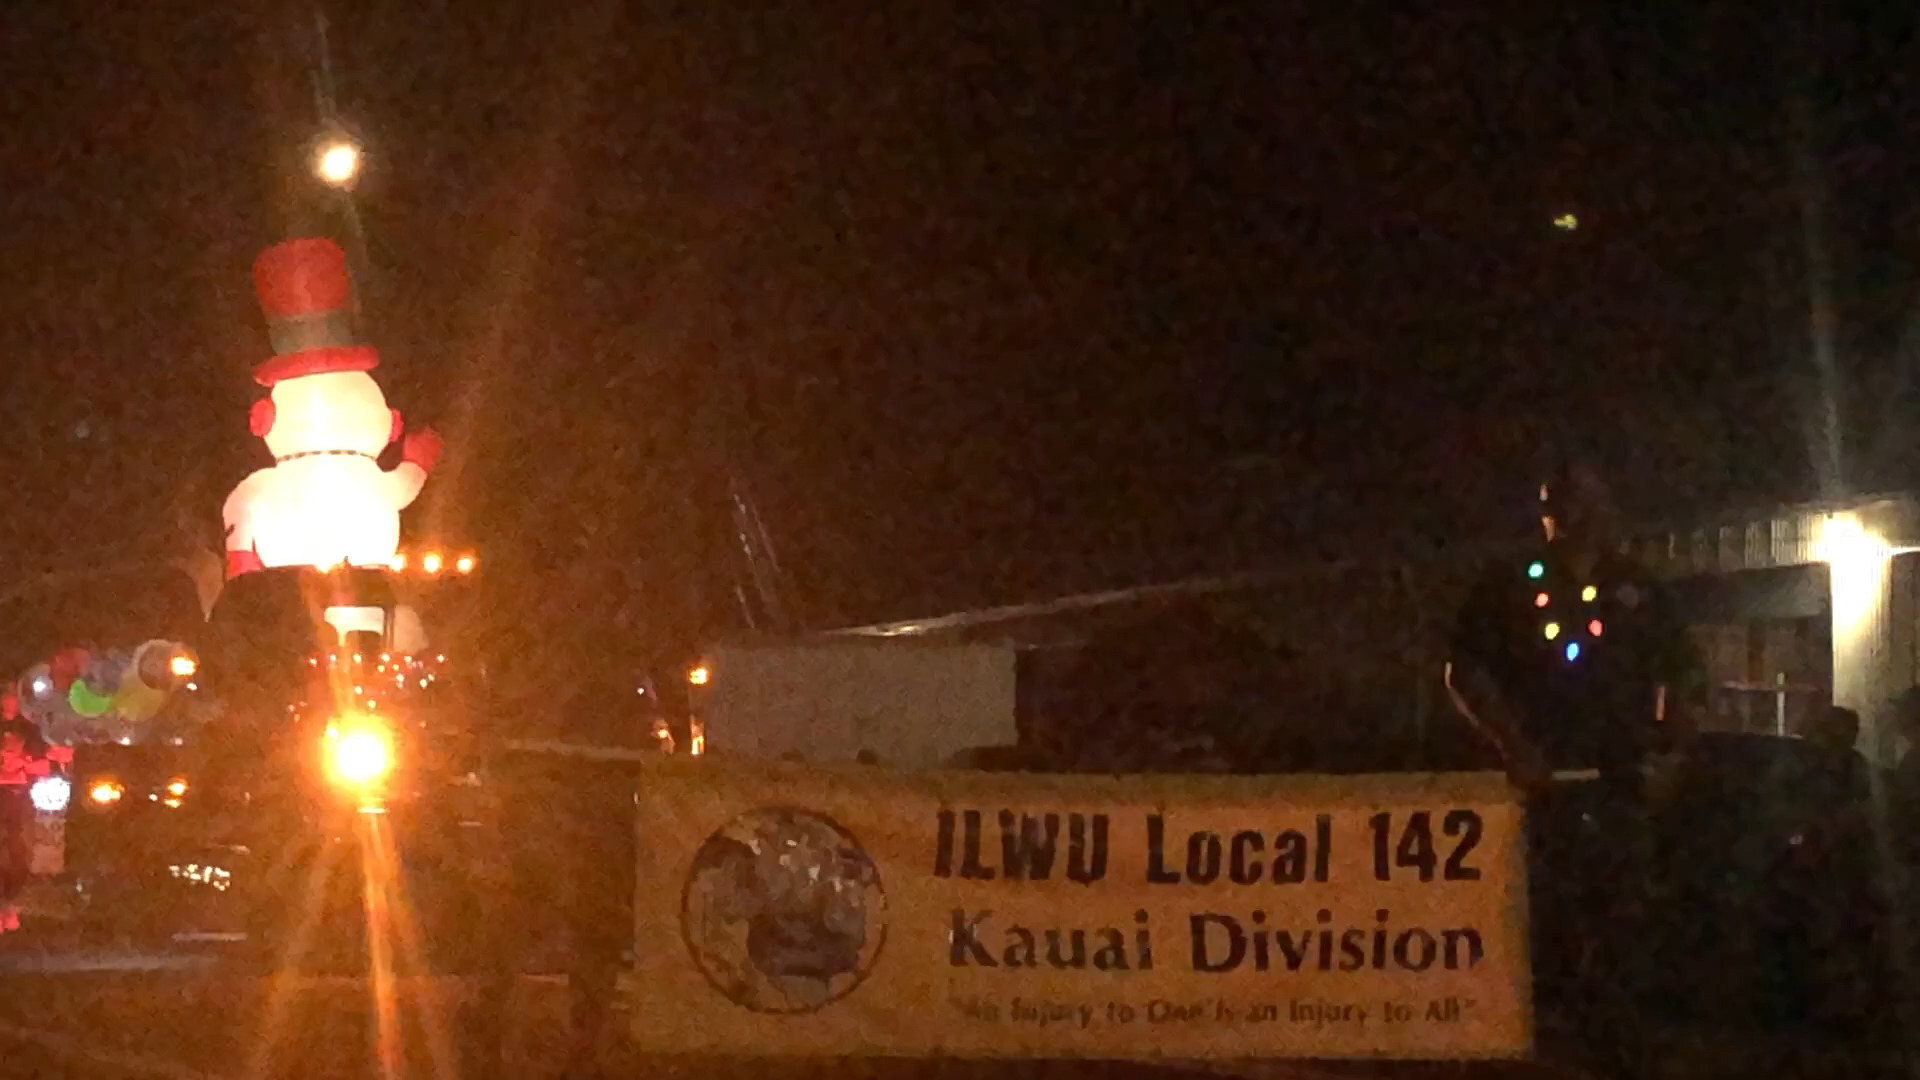 ILWU Local 142
Kauai Division
"An Injury to One Is an Injury to All"